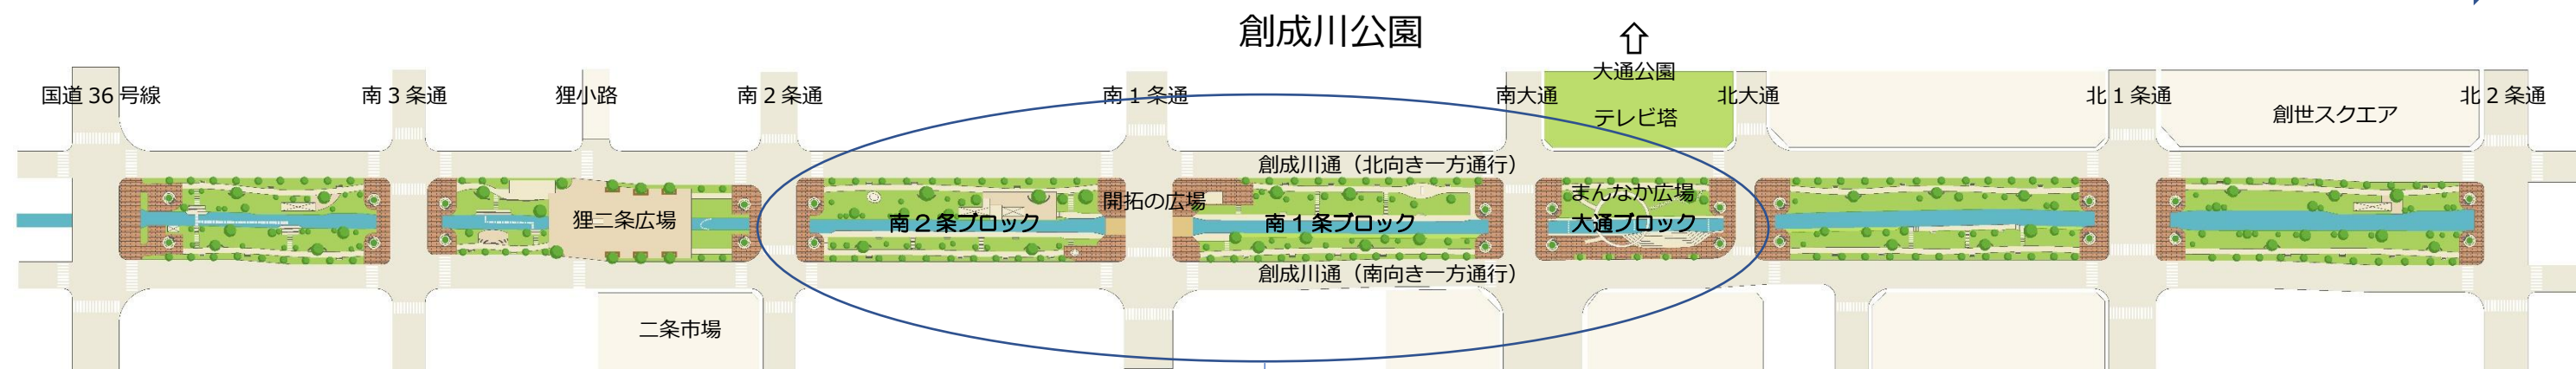 創成川公園
⇧
大通公園
国道 36 号線
南 3 条通
狸小路
南 2 条通
南 1 条通
南大通
テレビ塔
北大通
北 1 条通
創世スクエア
北 2 条通
創成川通（北向き一方通行）
狸二条広場
南 2 条ブロック
開拓の広場
南 1 条ブロック
まんなか広場
大通ブロック
創成川通（南向き一方通行）
二条市場